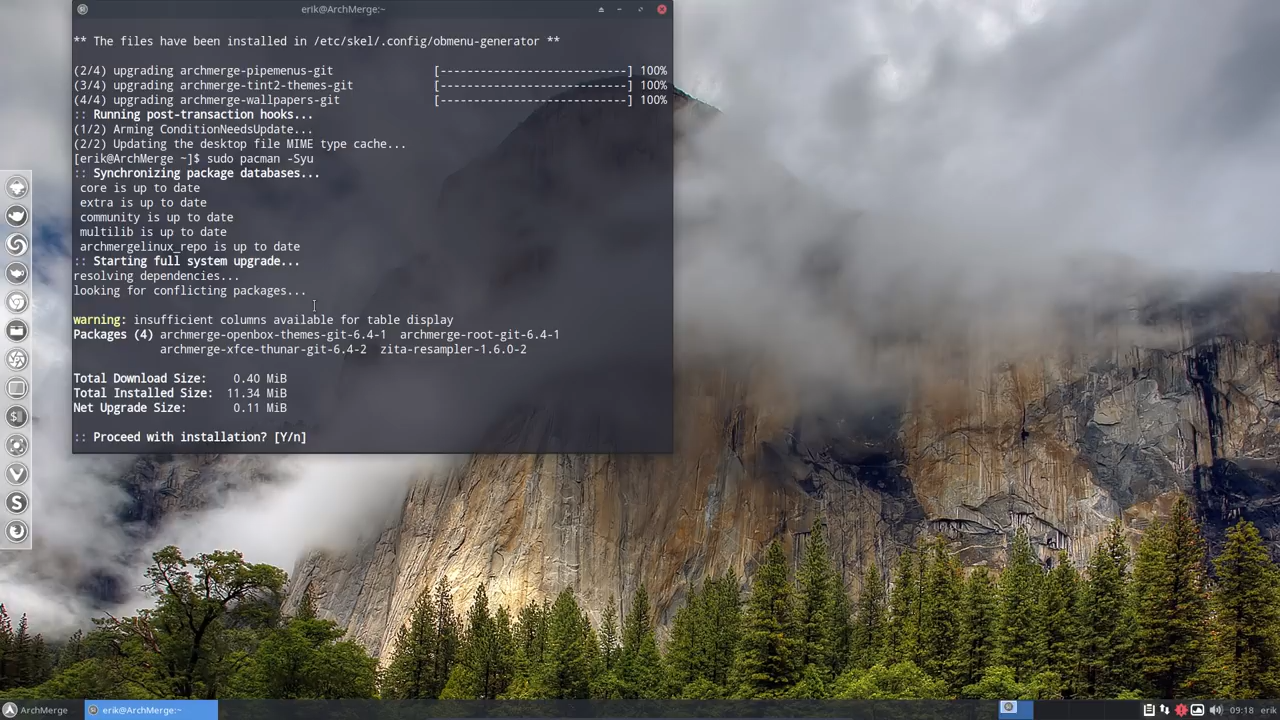 erik@ArchMerge:~
** The files have been installed in /etc/skel/.config/obmenu-generator **
(2/4) upgrading archmerge-pipemenus-git [----------------------------] 100%
(3/4) upgrading archmerge-tint2-themes-git [----------------------------] 100%
(4/4) upgrading archmerge-wallpapers-git [----------------------------] 100%
:: Running post-transaction hooks...
(1/2) Arming ConditionNeedsUpdate...
(2/2) Updating the desktop file MIME type cache...
[erik@ArchMerge ~]$ sudo pacman -Syu
:: Synchronizing package databases...
core is up to date
extra is up to date
community is up to date
multilib is up to date
archmergelinux_repo is up to date
:: Starting full system upgrade...
resolving dependencies...
looking for conflicting packages...
warning: insufficient columns available for table display
Packages (4) archmerge-openbox-themes-git-6.4-1 archmerge-root-git-6.4-1
archmerge-xfce-thunar-git-6.4-2 zita-resampler-1.6.0-2
Total Download Size: 0.40 MiB
Total Installed Size: 11.34 MiB
Net Upgrade Size: 0.11 MiB
:: Proceed with installation? [Y/n]
$
V
S
ArchMerge erik@ArchMerge:~ 09:18 erik